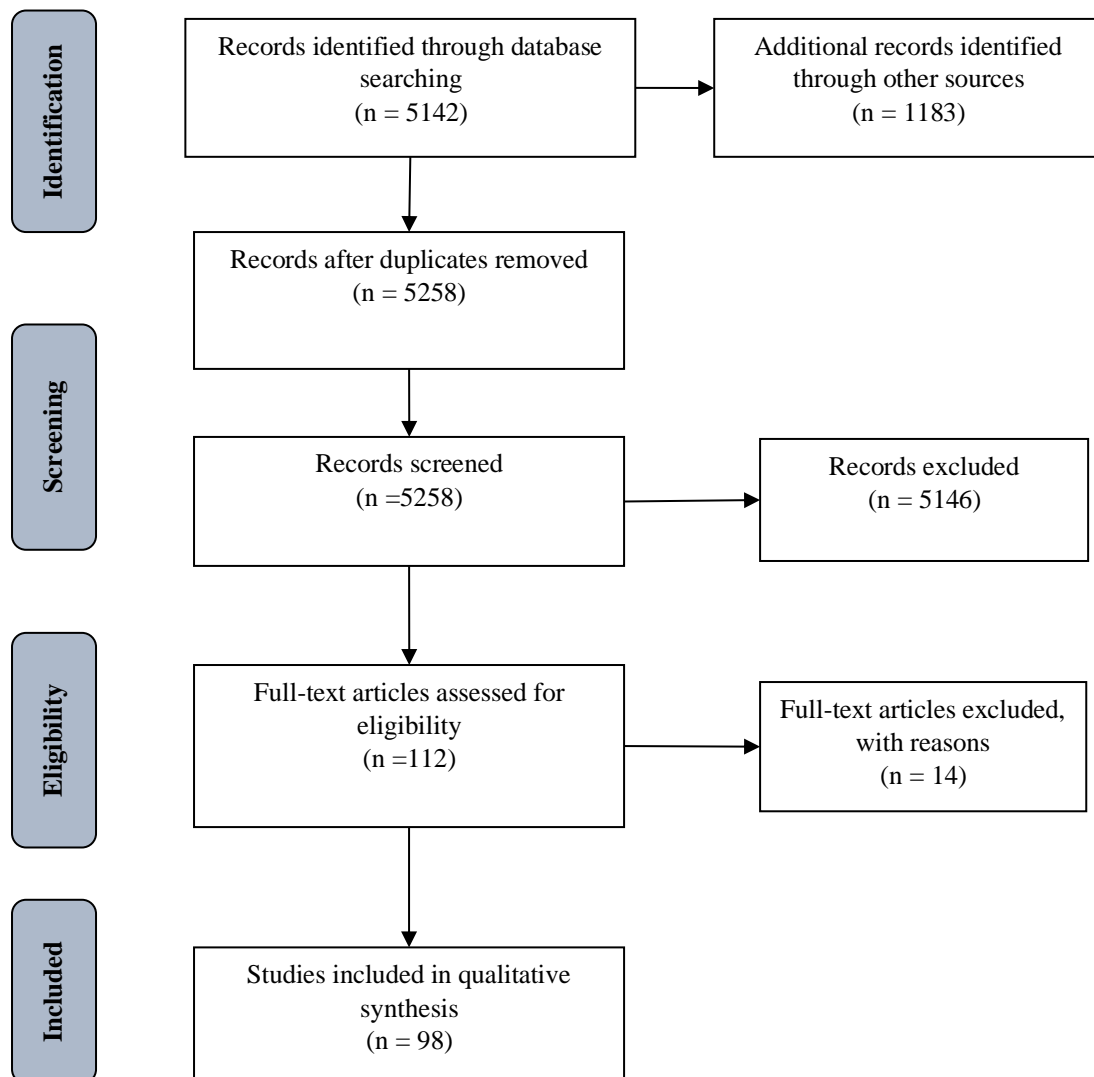 Identification
Records identified through database
searching
(n = 5142)
Additional records identified
through other sources
(n = 1183)
Records after duplicates removed
(n = 5258)
Screening
Records screened
(n =5258)
Records excluded
(n = 5146)
Eligibility
Full-text articles assessed for
eligibility
(n =112)
Full-text articles excluded,
with reasons
(n = 14)
Included
Studies included in qualitative
synthesis
(n = 98)